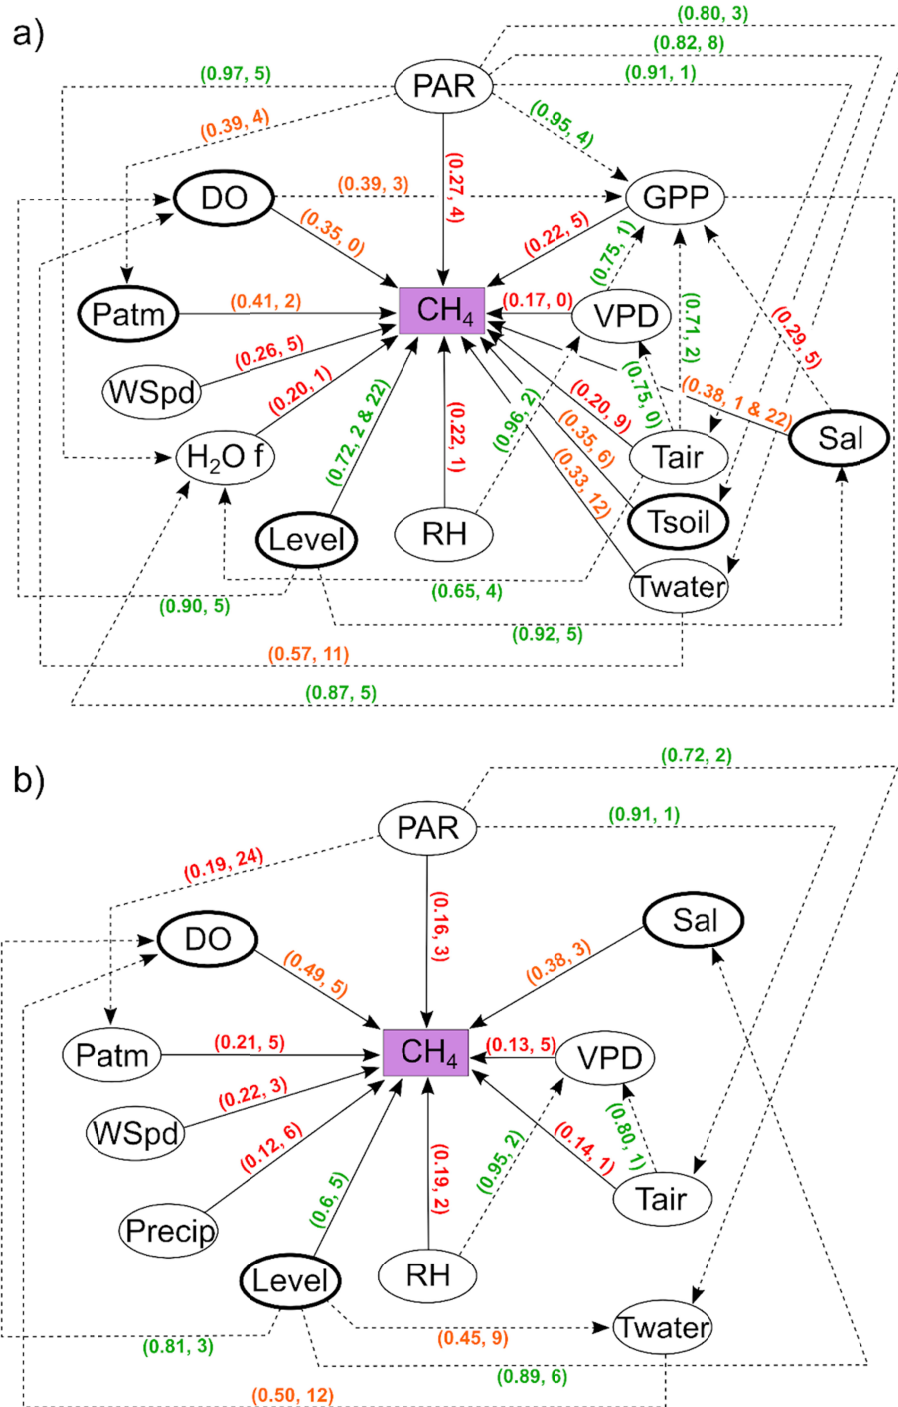 a)
(0.80, 3)
(0.82, 8)
(0.97, 5)
(0.91, 1)
PAR
(0.39, 4)
(0.95, 4)
(0.27, 4)
DO
(0.39, 3)
GPP
(0.35, 0)
(0.22, 5)
(0.75, 1)
Patm
(0.41, 2)
CH₄
(0.17, 0)
VPD
(0.71, 2)
(0.29, 5)
WSpd
(0.26, 5)
(0.75, 0)
(0.20, 1)
(0.72, 2 & 22)
(0.22, 1)
(0.96, 2)
(0.20, 9)
(0.38, 1 & 22)
H₂O f
(0.35, 6)
Tair
Sal
(0.33, 12)
Level
RH
Tsoil
Twater
(0.65, 4)
(0.90, 5)
(0.92, 5)
(0.57, 11)
(0.87, 5)
b)
(0.72, 2)
PAR
(0.91, 1)
(0.19, 24)
(0.16, 3)
DO
Sal
(0.49, 5)
(0.38, 3)
Patm
(0.21, 5)
CH₄
(0.13, 5)
VPD
(0.22, 3)
WSpd
(0.12, 6)
(0.80, 1)
(0.14, 1)
(0.95, 2)
(0.19, 2)
(0.6, 5)
Tair
Precip
Level
RH
Twater
(0.81, 3)
(0.45, 9)
(0.89, 6)
(0.50, 12)